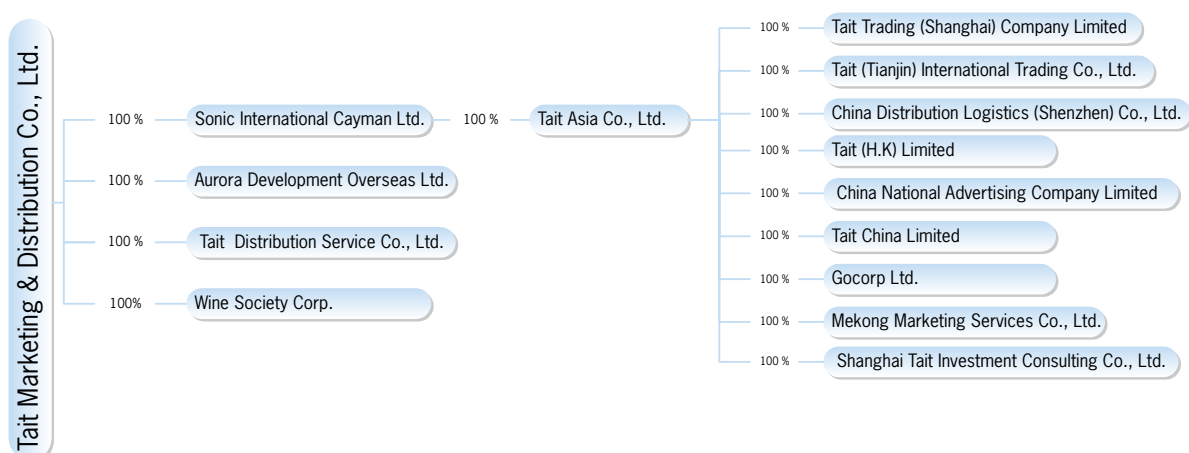 Tait Marketing & Distribution Co., Ltd.
100 % Sonic International Cayman Ltd. 100 % Tait Asia Co., Ltd.
100 % Aurora Development Overseas Ltd.
100 % Tait Distribution Service Co., Ltd.
100% Wine Society Corp.
100 % Tait Trading (Shanghai) Company Limited
100 % Tait (Tianjin) International Trading Co., Ltd.
100 % China Distribution Logistics (Shenzhen) Co., Ltd.
100 % Tait (H.K) Limited
100 % China National Advertising Company Limited
100 % Tait China Limited
100 % Gocorp Ltd.
100 % Mekong Marketing Services Co., Ltd.
100 % Shanghai Tait Investment Consulting Co., Ltd.